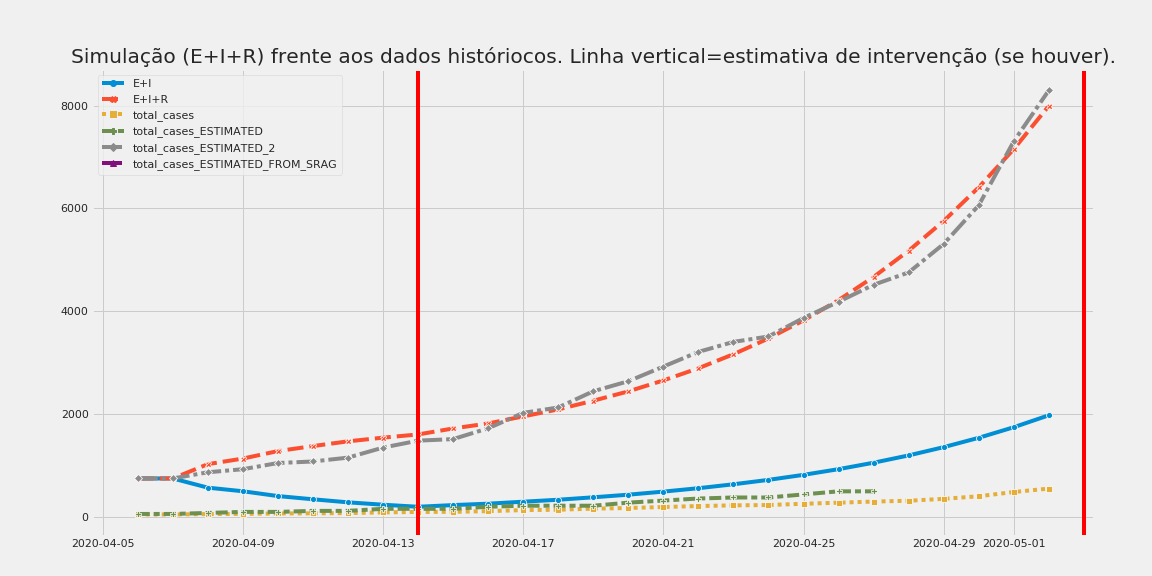 Simulação (E+I+R) frente aos dados históriocos. Linha vertical=estimativa de intervenção (se houver).
E+I
E+I+R
total_cases
total_cases_ESTIMATED
total_cases_ESTIMATED_2
total_cases_ESTIMATED_FROM_SRAG
8000
6000
4000
2000
0
2020-04-05 2020-04-09 2020-04-13 2020-04-17 2020-04-21 2020-04-25 2020-04-29 2020-05-01